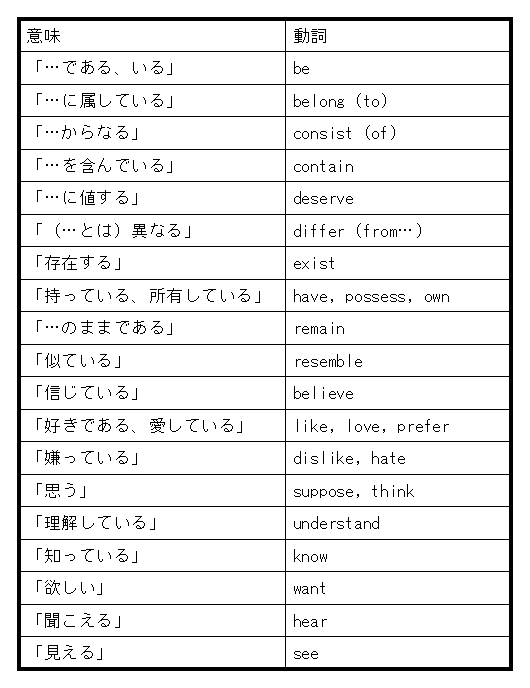 意味 動詞
「…である、いる」 be
「…に属している」 belong (to)
「…からなる」 consist (of)
「…を含んでいる」 contain
「…に値する」 deserve
「（…とは）異なる」 differ (from…)
「存在する」 exist
「持っている、所有している」 have, possess, own
「…のままである」 remain
「似ている」 resemble
「信じている」 believe
「好きである、愛している」 like, love, prefer
「嫌っている」 dislike, hate
「思う」 suppose, think
「理解している」 understand
「知っている」 know
「欲しい」 want
「聞こえる」 hear
「見える」 see